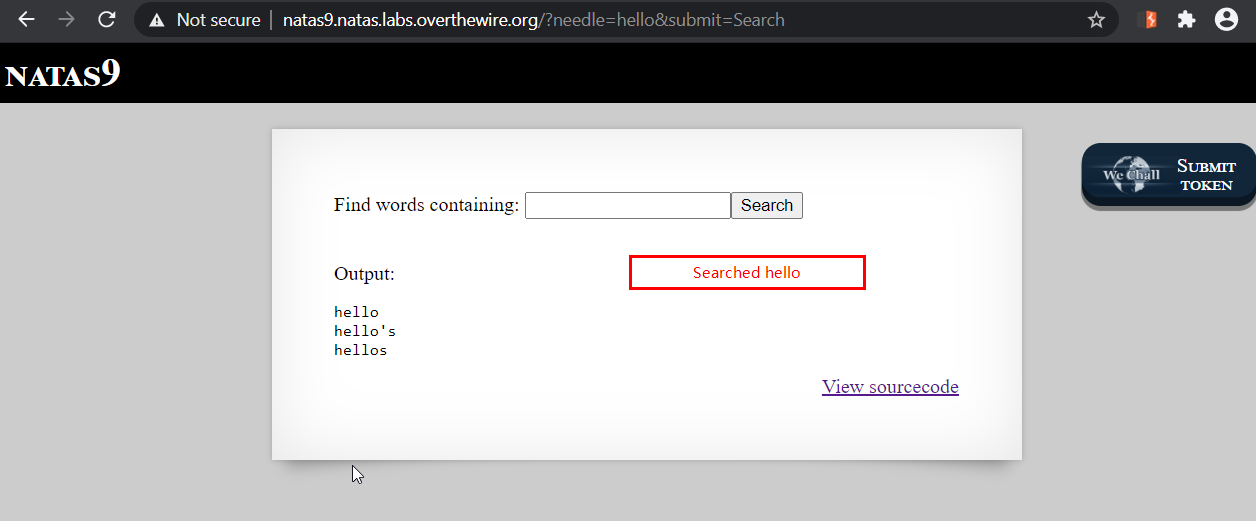 Not secure | natas9.natas.labs.overthewire.org/?needle=hello&submit=Search
NATAS9
We Chall
SUBMIT
TOKEN
Find words containing: Search
Output:
Searched hello
hello
hello's
hellos
View sourcecode